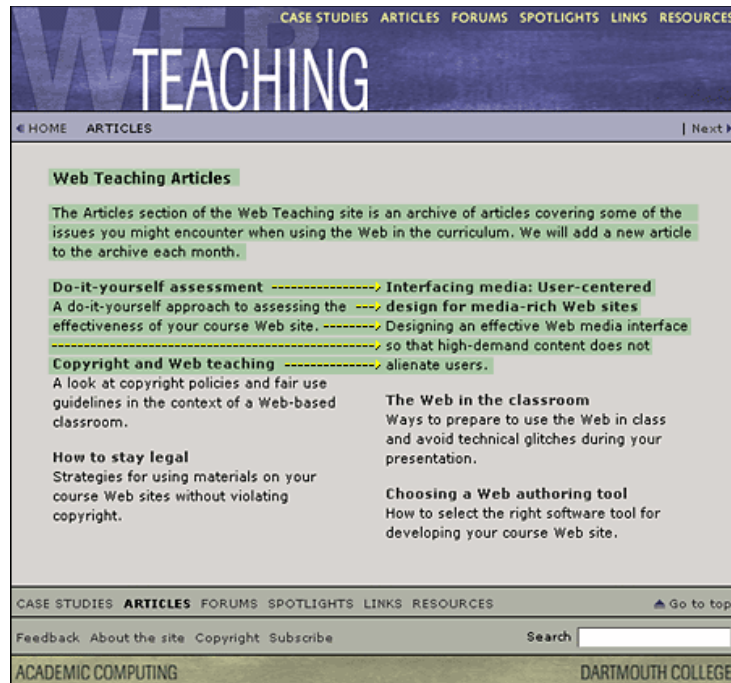 CASE STUDIES ARTICLES FORUMS SPOTLIGHTS LINKS RESOURCES
WEB
TEACHING
HOME ARTICLES | Next
Web Teaching Articles
The Articles section of the Web Teaching site is an archive of articles covering some of the
issues you might encounter when using the Web in the curriculum. We will add a new article
to the archive each month.
Do-it-yourself assessment
A do-it-yourself approach to assessing the
effectiveness of your course Web site.
Copyright and Web teaching
A look at copyright policies and fair use
guidelines in the context of a Web-based
classroom.
How to stay legal
Strategies for using materials on your
course Web sites without violating
copyright.
Interfacing media: User-centered
design for media-rich Web sites
Designing an effective Web media interface
so that high-demand content does not
alienate users.
The Web in the classroom
Ways to prepare to use the Web in class
and avoid technical glitches during your
presentation.
Choosing a Web authoring tool
How to select the right software tool for
developing your course Web site.
CASE STUDIES ARTICLES FORUMS SPOTLIGHTS LINKS RESOURCES Go to top
Feedback About the site Copyright Subscribe Search
ACADEMIC COMPUTING DARTMOUTH COLLEGE